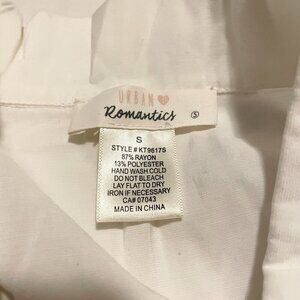 URBAN
Romantics
S
S
STYLE # KT9617S
87% RAYON
13% POLYESTER
HAND WASH COLD
DO NOT BLEACH
LAY FLAT TO DRY
IRON IF NECESSARY
CA# 07043
MADE IN CHINA